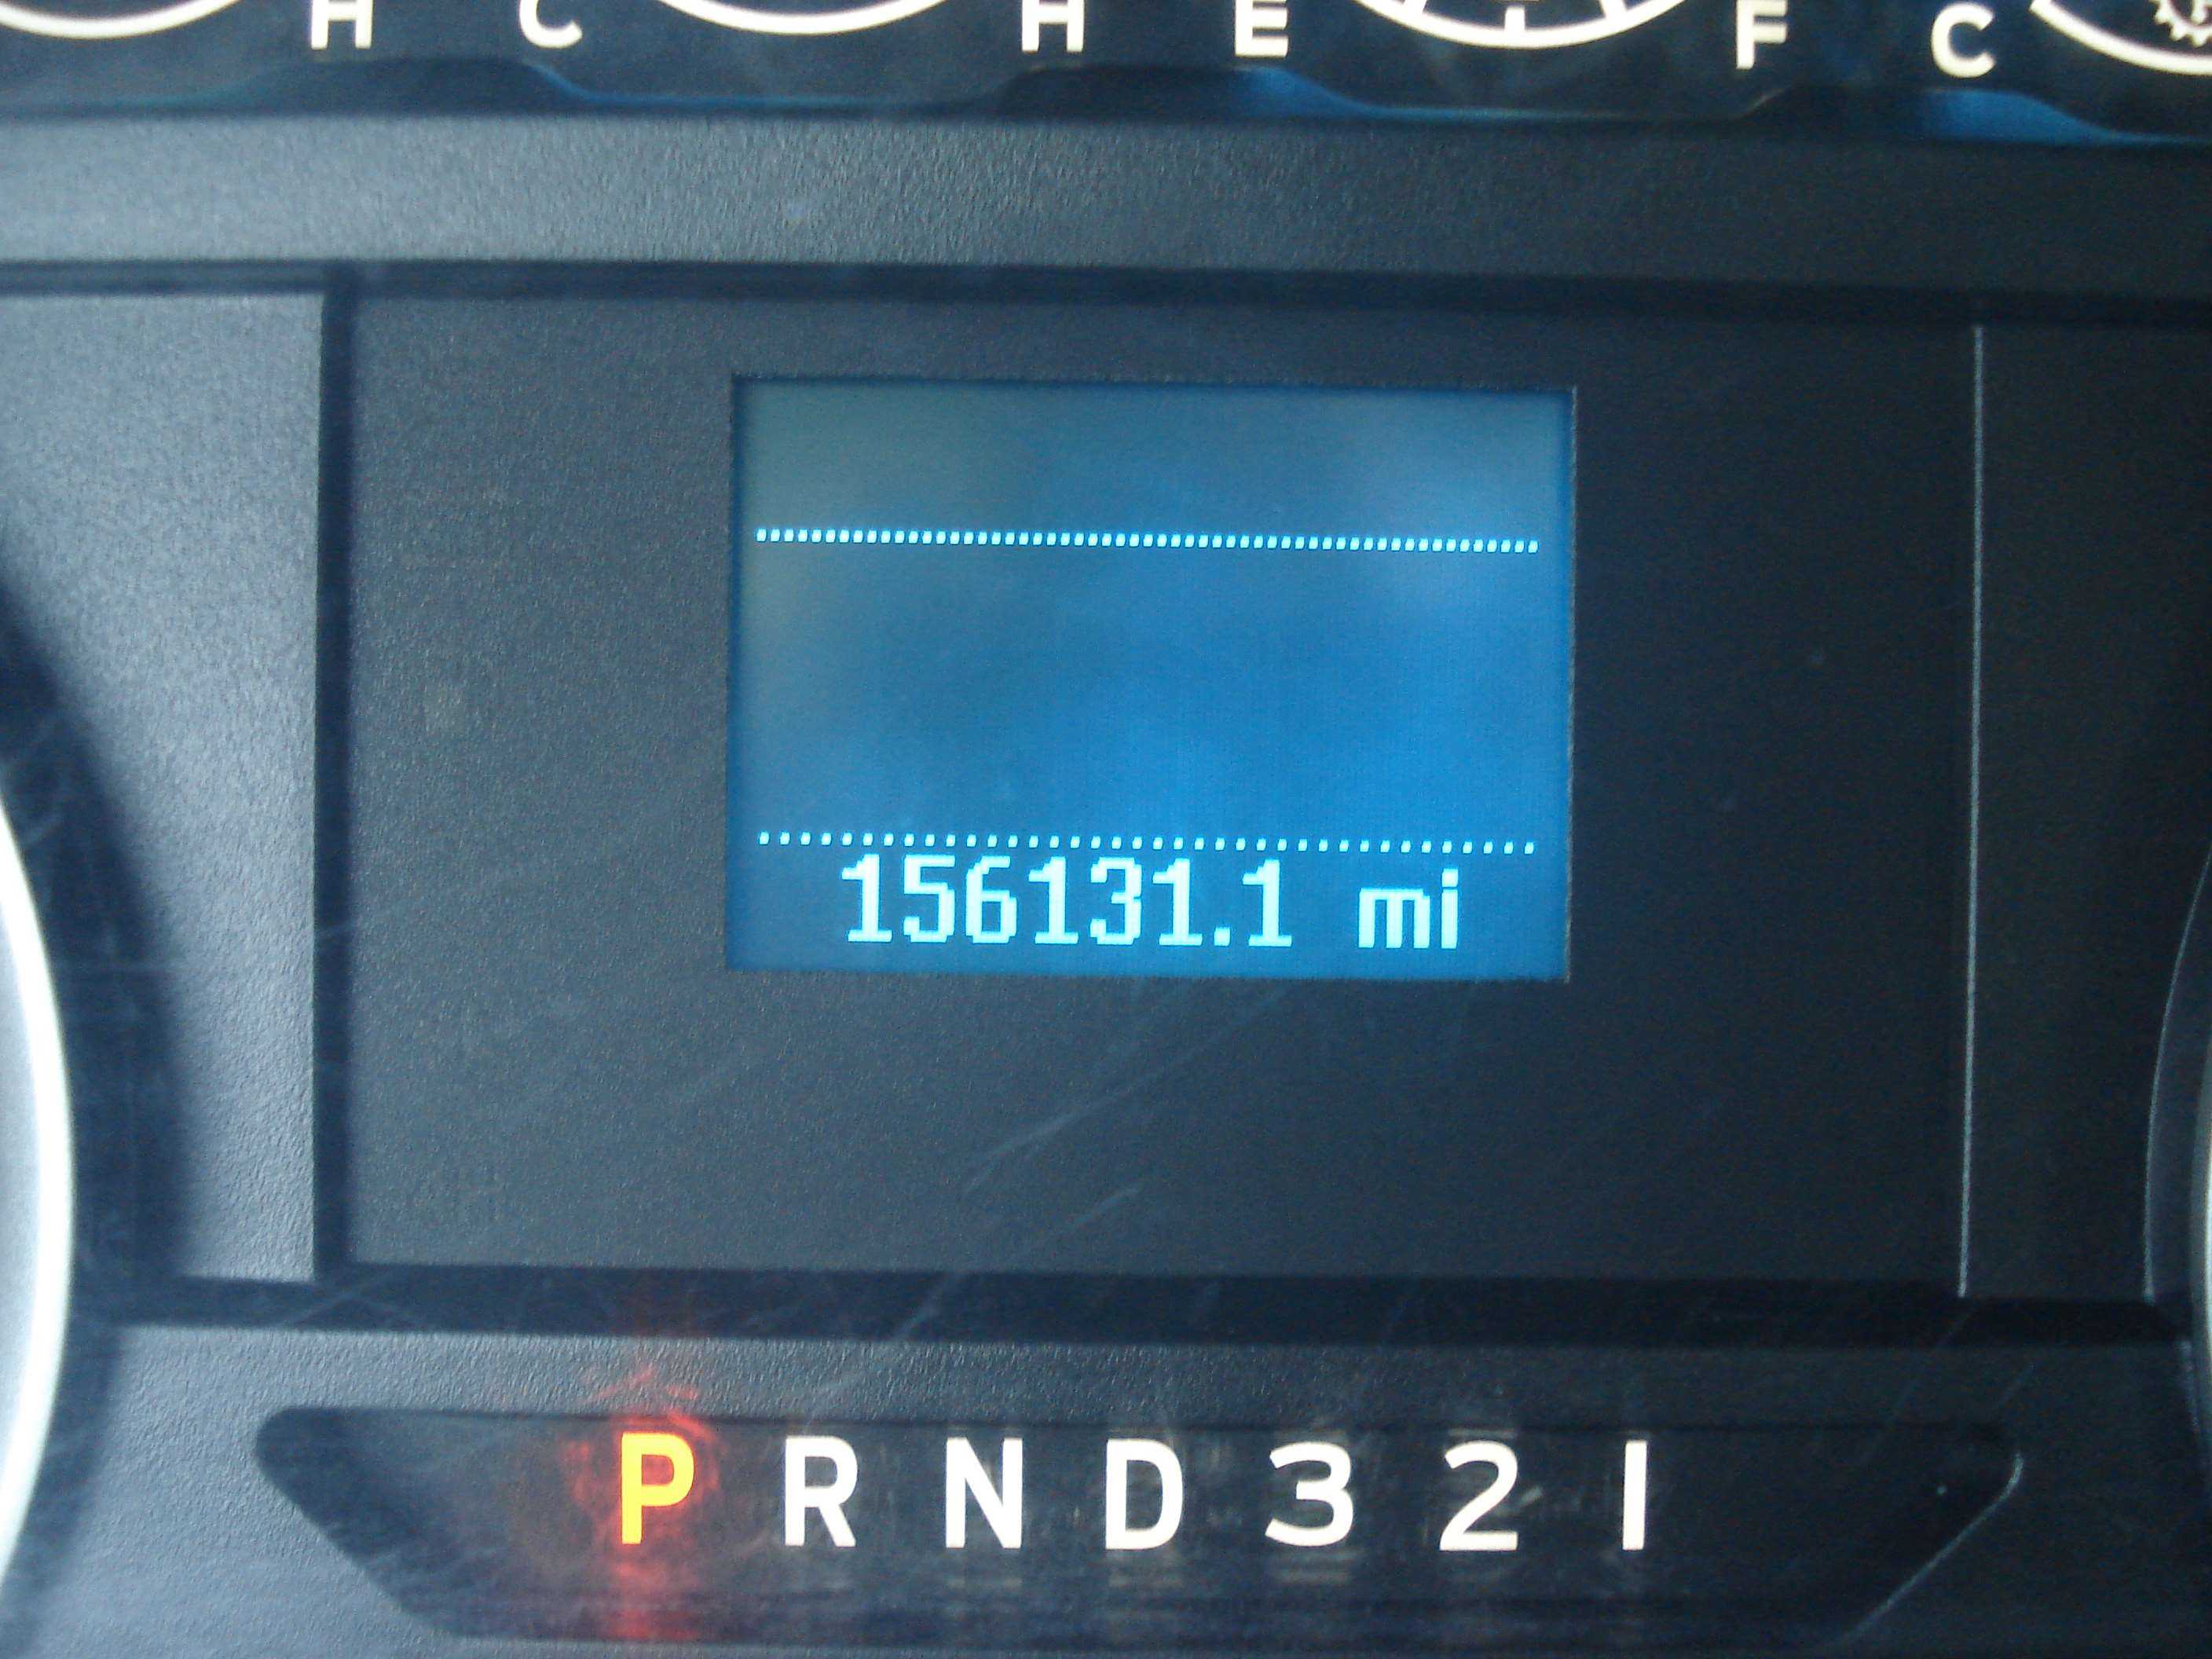 H C H E F C
156131.1 mi
P R N D 3 2 1